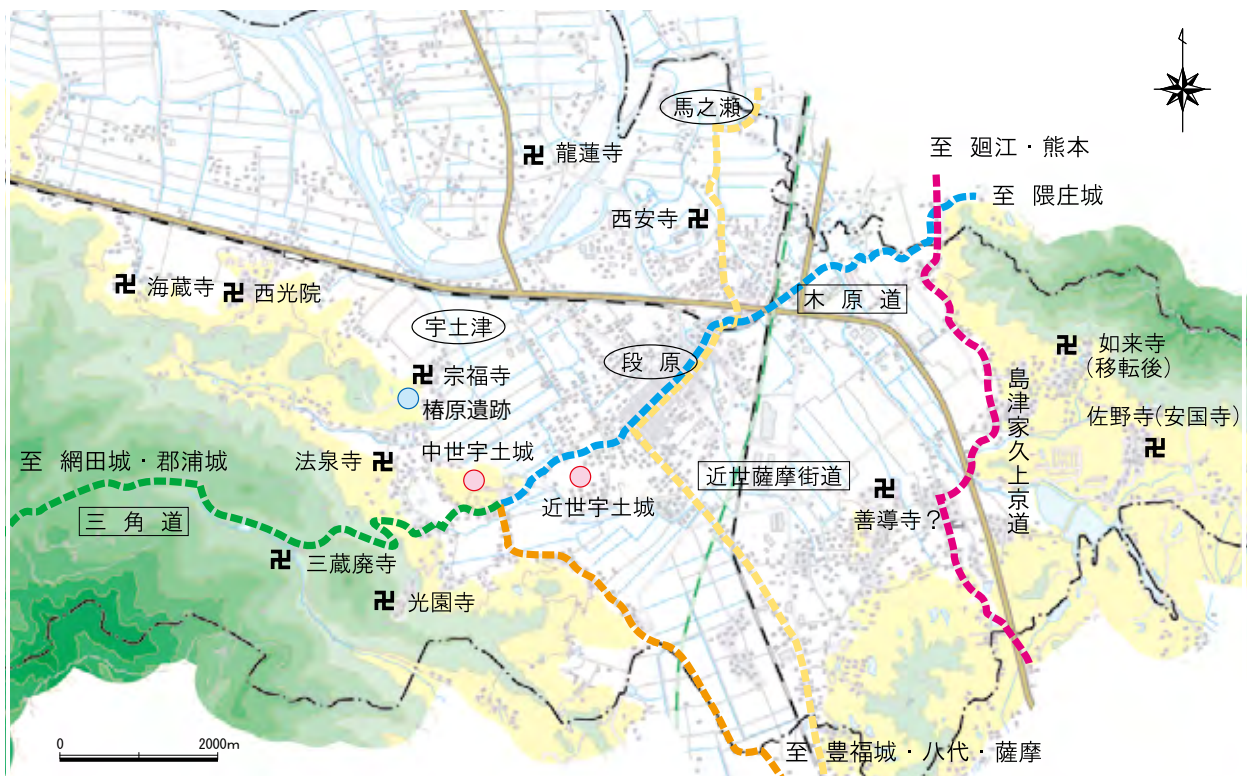 馬之瀬
龍蓮寺
至 廻江・熊本
至 隈庄城
西安寺
海蔵寺
西光院
木原道
宇土津
段原
宗福寺
椿原遺跡
如来寺
(移転後)
島津家久上京道
佐野寺(安国寺)
中世宇土城
法泉寺
至 網田城・郡浦城
近世薩摩街道
近世宇土城
善導寺?
三角道
三蔵廃寺
光園寺
至 豊福城・八代・薩摩
0 2000m